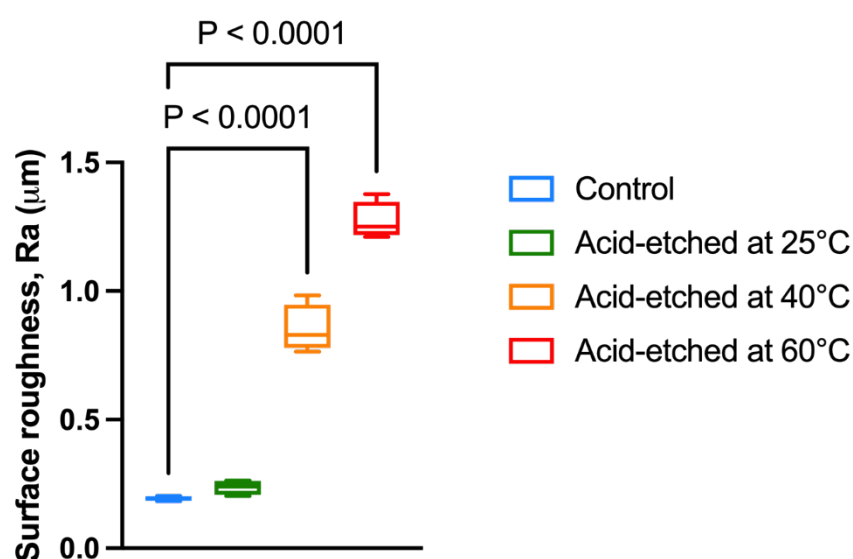 P < 0.0001
P < 0.0001
Surface roughness, Ra (μm)
1.5
1.0
0.5
0.0
Control
Acid-etched at 25°C
Acid-etched at 40°C
Acid-etched at 60°C